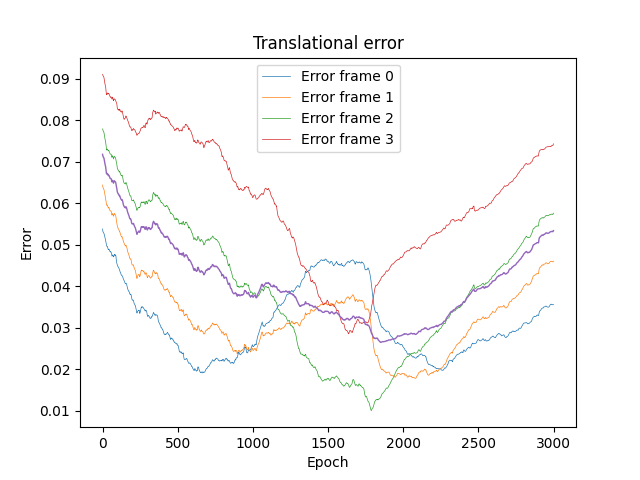 Translational error
Error frame 0
Error frame 1
Error frame 2
Error frame 3
0.09
0.08
0.07
0.06
0.05
0.04
0.03
0.02
0.01
Error
0 500 1000 1500 2000 2500 3000
Epoch